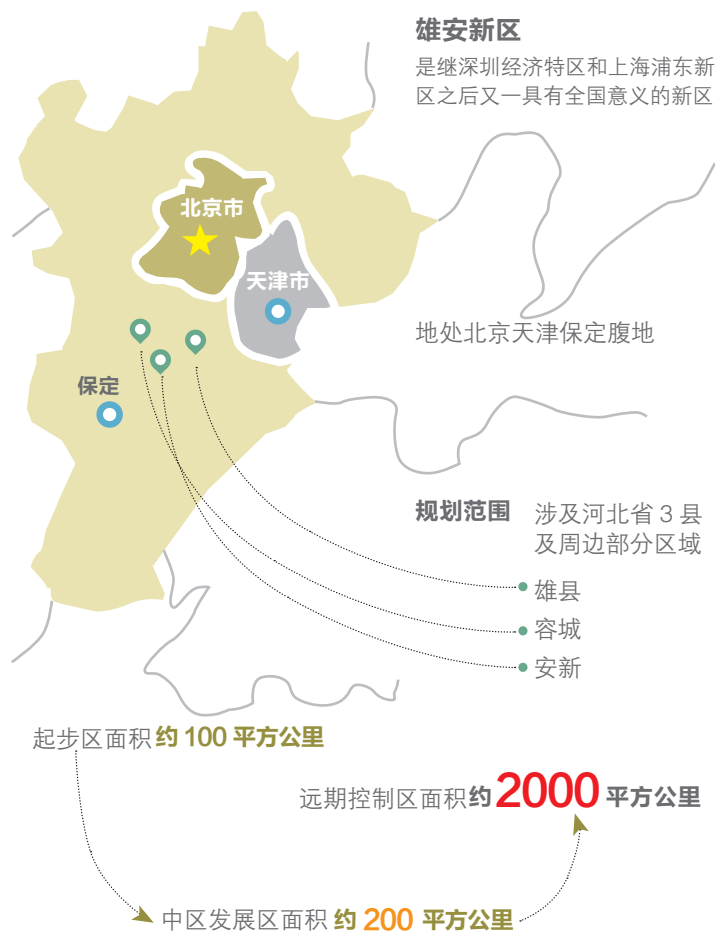 雄安新区
是继深圳经济特区和上海浦东新
区之后又一具有全国意义的新区
北京市
天津市
地处北京天津保定腹地
保定
规划范围
涉及河北省 3 县
及周边部分区域
雄县
容城
安新
起步区面积 约 100 平方公里
远期控制区面积 约 2000 平方公里
中区发展区面积 约 200 平方公里